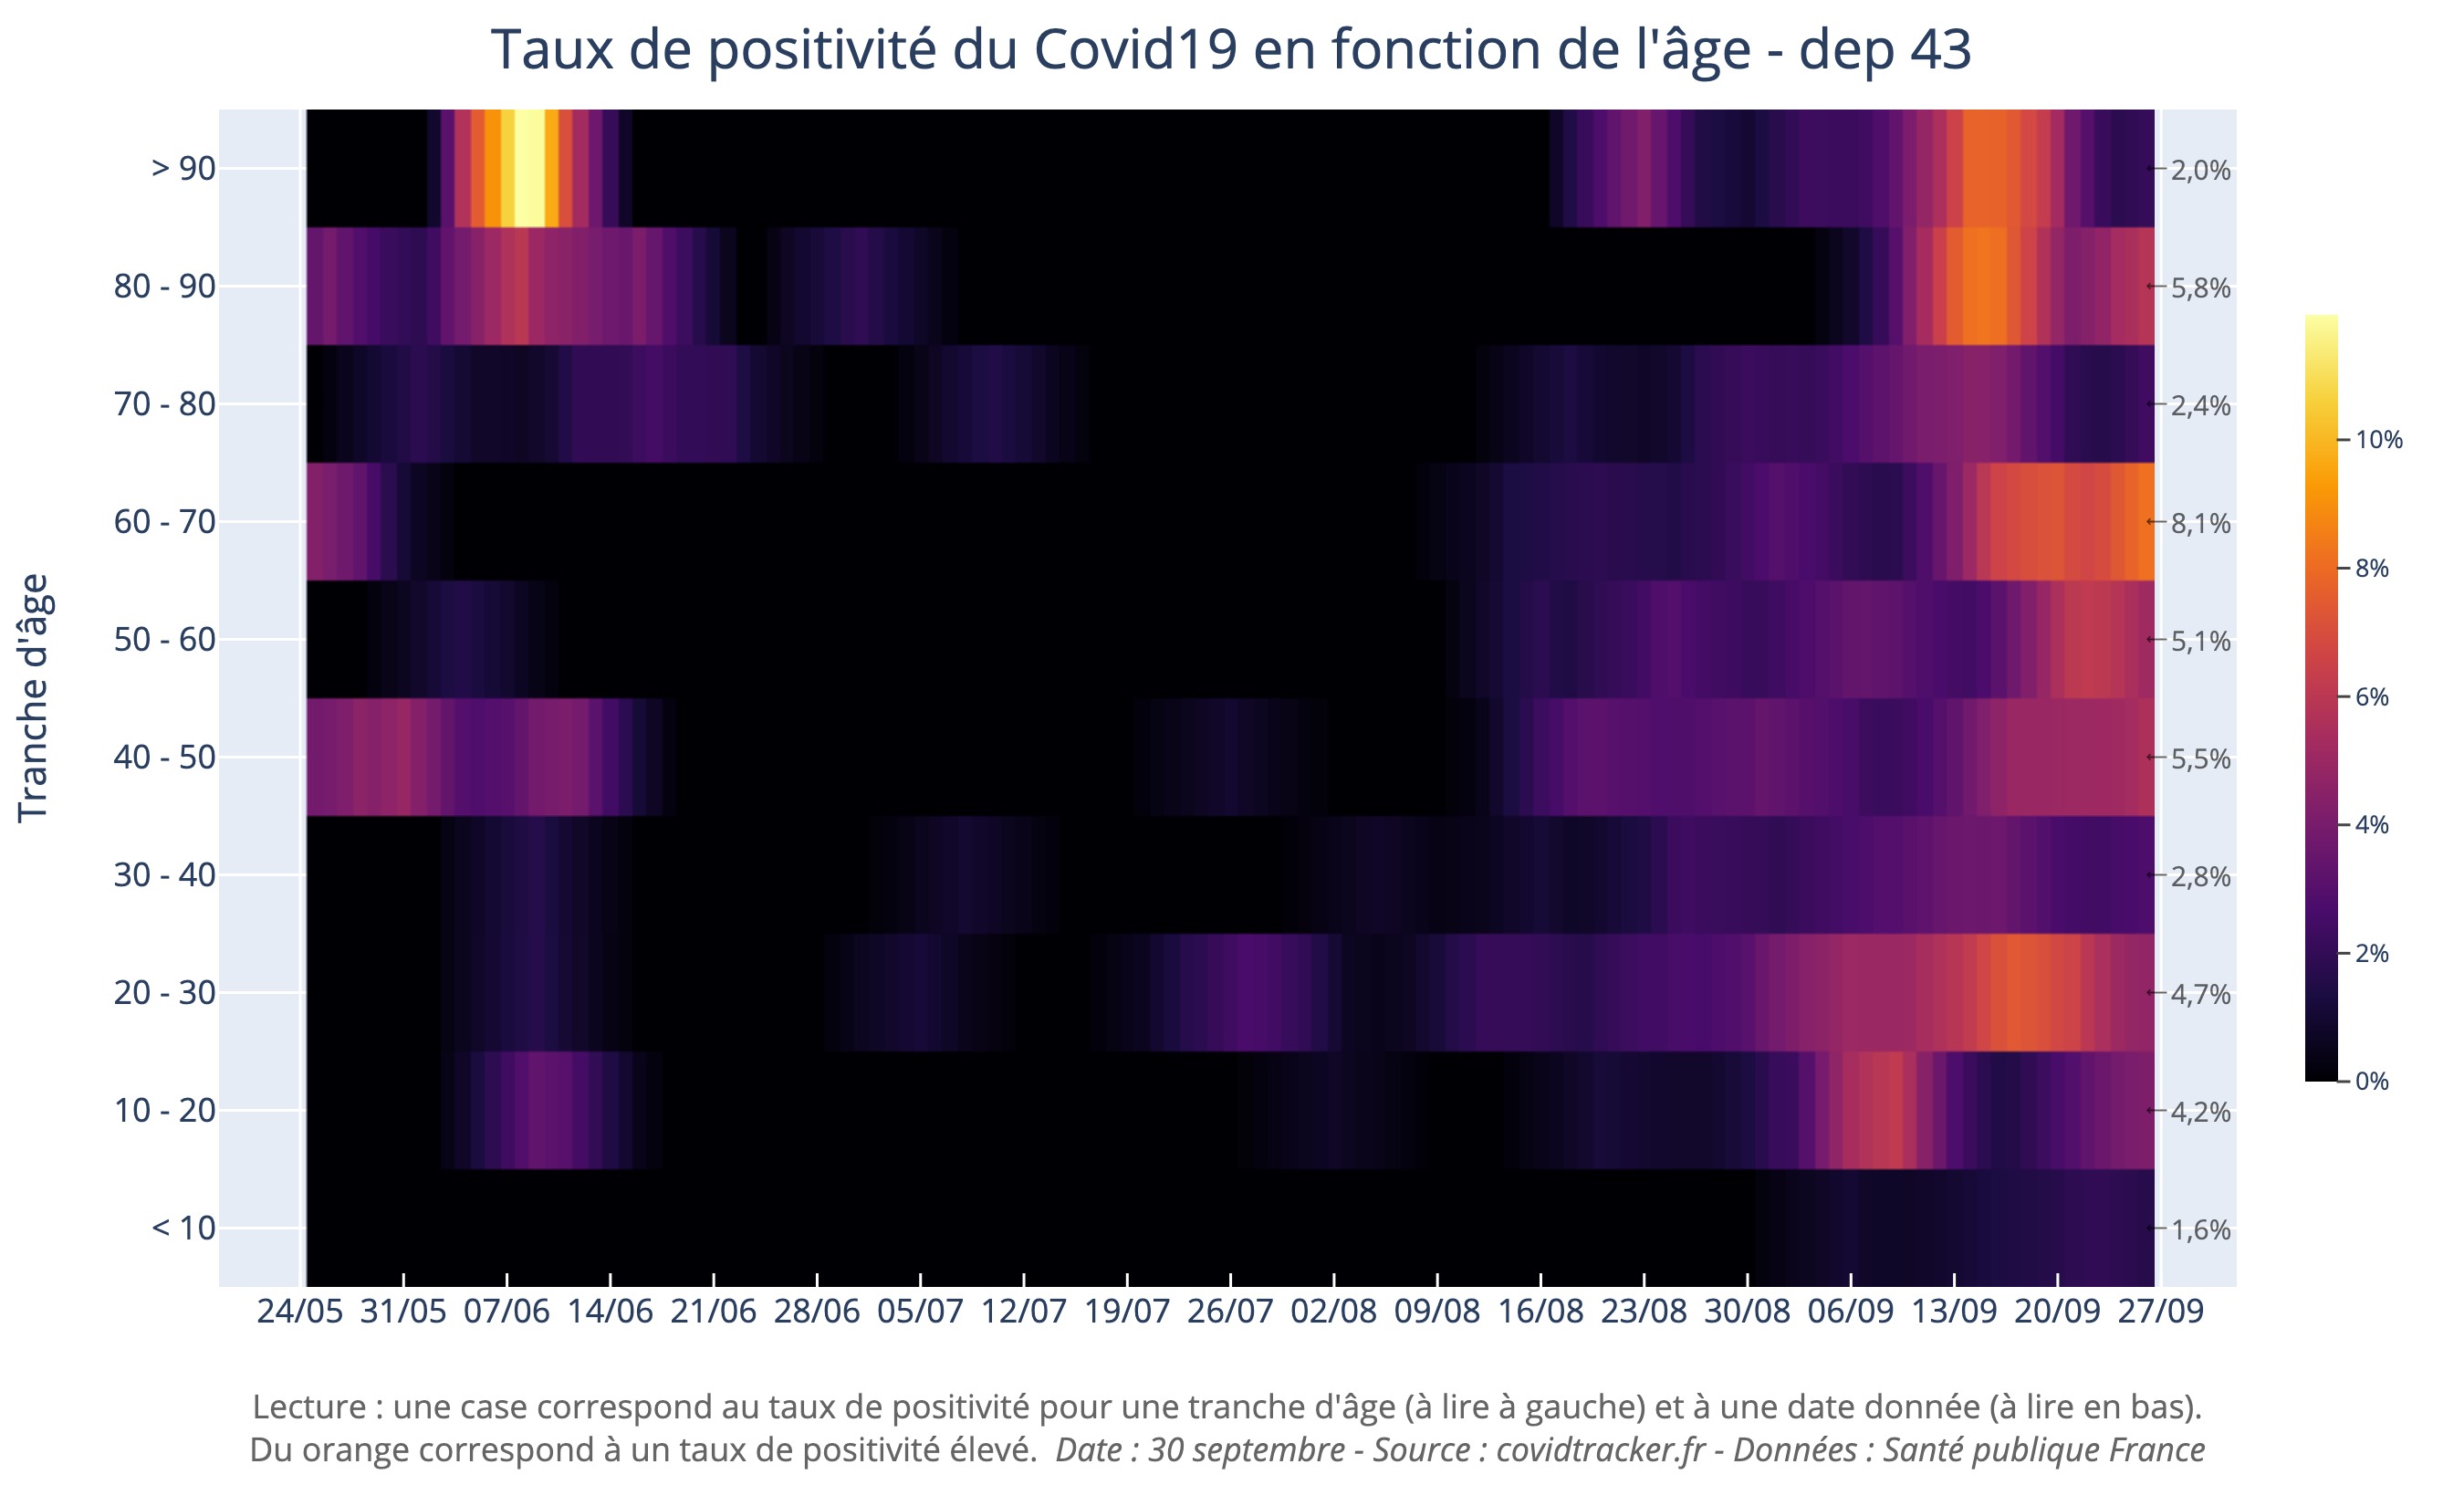 Taux de positivité du Covid19 en fonction de l'âge - dep 43
Tranche d'âge
> 90
80 - 90
70 - 80
60 - 70
50 - 60
40 - 50
30 - 40
20 - 30
10 - 20
< 10
2,0%
5,8%
2,4%
8,1%
5,1%
5,5%
2,8%
4,7%
4,2%
1,6%
10%
8%
6%
4%
2%
0%
24/05 31/05 07/06 14/06 21/06 28/06 05/07 12/07 19/07 26/07 02/08 09/08 16/08 23/08 30/08 06/09 13/09 20/09 27/09
Lecture : une case correspond au taux de positivité pour une tranche d'âge (à lire à gauche) et à une date donnée (à lire en bas).
Du orange correspond à un taux de positivité élevé. Date : 30 septembre - Source : covidtracker.fr - Données : Santé publique France